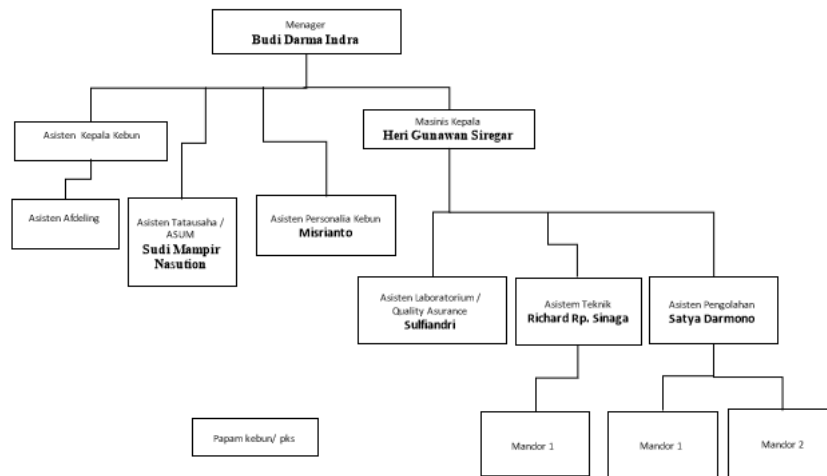 Menager
Budi Darma Indra
Asisten Kepala Kebun
Masinis Kepala
Heri Gunawan Siregar
Asisten Afdeling
Asisten Tatausaha /
ASUM
Sudi Mampir
Nasution
Asisten Personalia Kebun
Misrianto
Asisten Laboratorium /
Quality Asurance
Sulfiandri
Asistem Teknik
Richard Rp. Sinaga
Asisten Pengolahan
Satya Darmono
Papam kebun/ pks
Mandor 1
Mandor 1
Mandor 2